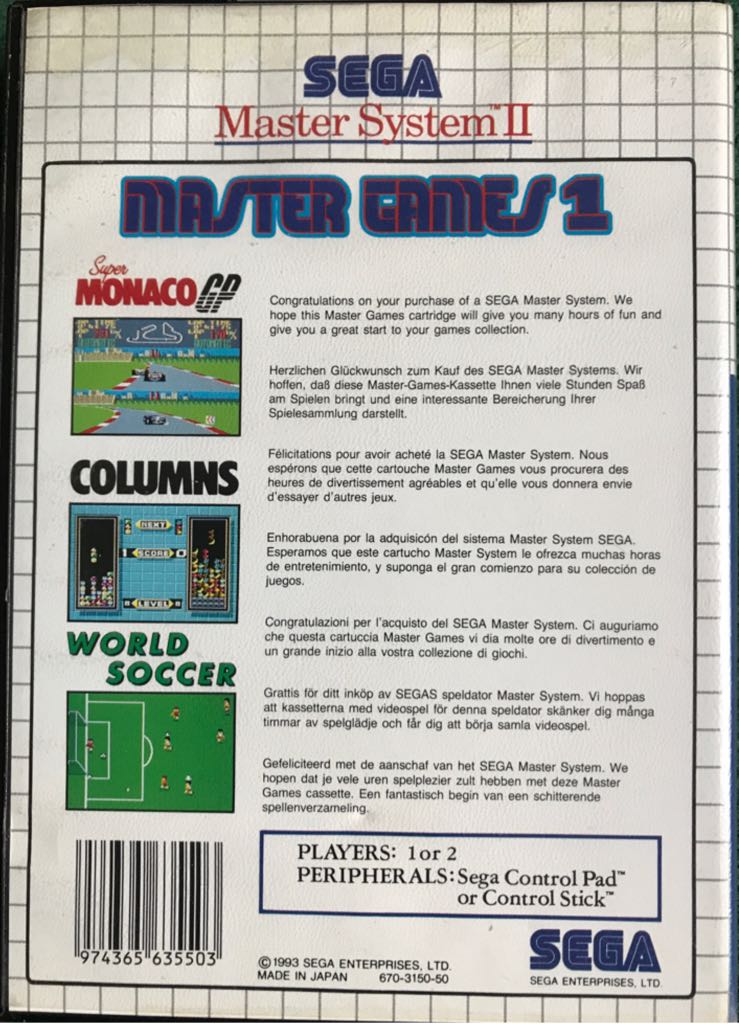 SEGA
Master System™ II
MASTER GAMES 1
Super
MONACO GP
Congratulations on your purchase of a SEGA Master System. We
hope this Master Games cartridge will give you many hours of fun and
give you a great start to your games collection.
Herzlichen Glückwunsch zum Kauf des SEGA Master Systems. Wir
hoffen, daß diese Master-Games-Kassette Ihnen viele Stunden Spaß
am Spielen bringt und eine interessante Bereicherung Ihrer
Spielesammlung darstellt.
COLUMNS
NEXT
1 SCORE 0
LEVEL
Félicitations pour avoir acheté la SEGA Master System. Nous
espérons que cette cartouche Master Games vous procurera des
heures de divertissement agréables et qu'elle vous donnera envie
d'essayer d'autres jeux.
Enhorabuena por la adquisicón del sistema Master System SEGA.
Esperamos que este cartucho Master System le ofrezca muchas horas
de entretenimiento, y suponga el gran comienzo para su colección de
juegos.
WORLD
SOCCER
Congratulazioni per l'acquisto del SEGA Master System. Ci auguriamo
che questa cartuccia Master Games vi dia molte ore di divertimento e
un grande inizio alla vostra collezione di giochi.
Grattis för ditt inköp av SEGAS speldator Master System. Vi hoppas
att kassetterna med videospel för denna speldator skänker dig många
timmar av spelglädje och får dig att börja samla videospel.
Gefeliciteerd met de aanschaf van het SEGA Master System. We
hopen dat je vele uren spelplezier zult hebben met deze Master
Games cassette. Een fantastisch begin van een schitterende
spellenverzameling.
PLAYERS: 1 or 2
PERIPHERALS: Sega Control Pad™
or Control Stick™
974365 635503
©1993 SEGA ENTERPRISES, LTD.
MADE IN JAPAN 670-3150-50
SEGA
SEGA ENTERPRISES, LTD.